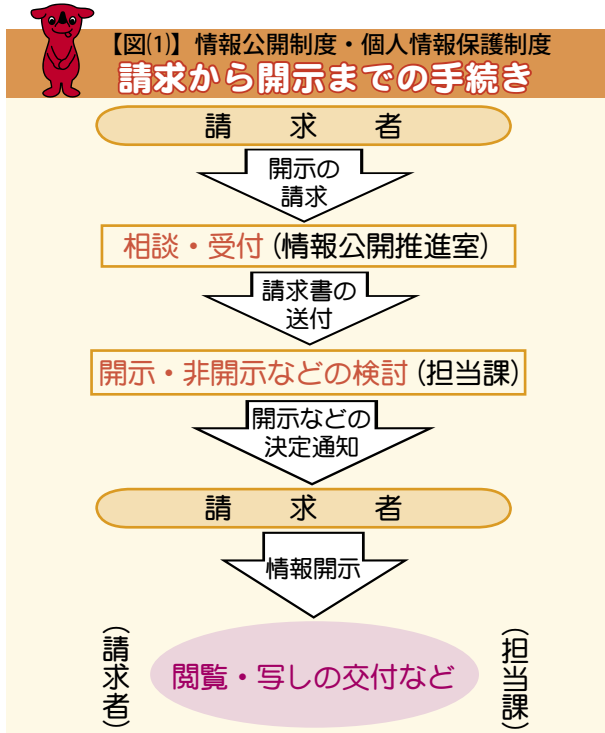 【図⑴】情報公開制度・個人情報保護制度
請求から開示までの手続き
請求者
開示の
請求
相談・受付(情報公開推進室)
請求書の
送付
開示・非開示などの検討(担当課)
開示などの
決定通知
請求者
情報開示
(請求者)
閲覧・写しの交付など
(担当課)